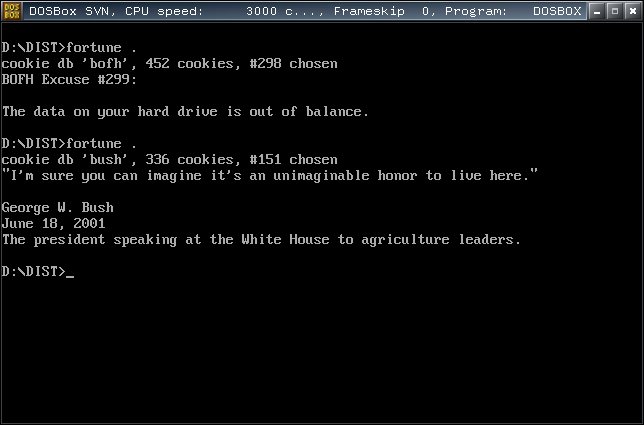 DOS
BOX
DOSBox SVN, CPU speed: 3000 c..., Frameskip 0, Program: DOSBOX
D:\DIST>fortune .
cookie db 'bofh', 452 cookies, #298 chosen
BOFH Excuse #299:
The data on your hard drive is out of balance.
D:\DIST>fortune .
cookie db 'bush', 336 cookies, #151 chosen
"I'm sure you can imagine it's an unimaginable honor to live here."
George W. Bush
June 18, 2001
The president speaking at the White House to agriculture leaders.
D:\DIST>_